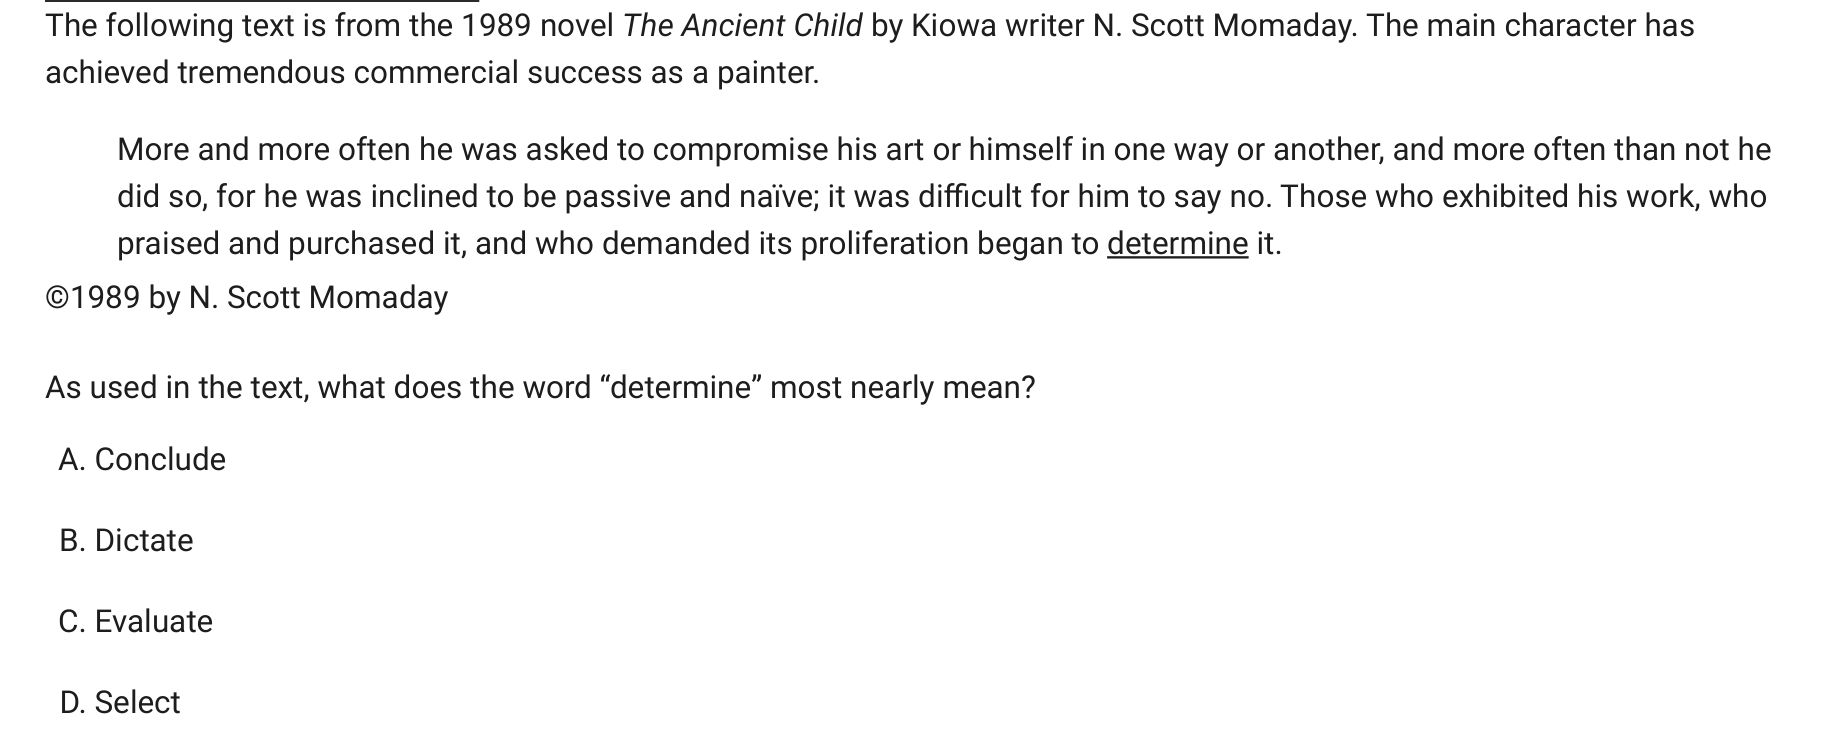 The following text is from the 1989 novel The Ancient Child by Kiowa writer N. Scott Momaday. The main character has
achieved tremendous commercial success as a painter.
More and more often he was asked to compromise his art or himself in one way or another, and more often than not he
did so, for he was inclined to be passive and naïve; it was difficult for him to say no. Those who exhibited his work, who
praised and purchased it, and who demanded its proliferation began to determine it.
©1989 by N. Scott Momaday
As used in the text, what does the word “determine” most nearly mean?
A. Conclude
B. Dictate
C. Evaluate
D. Select